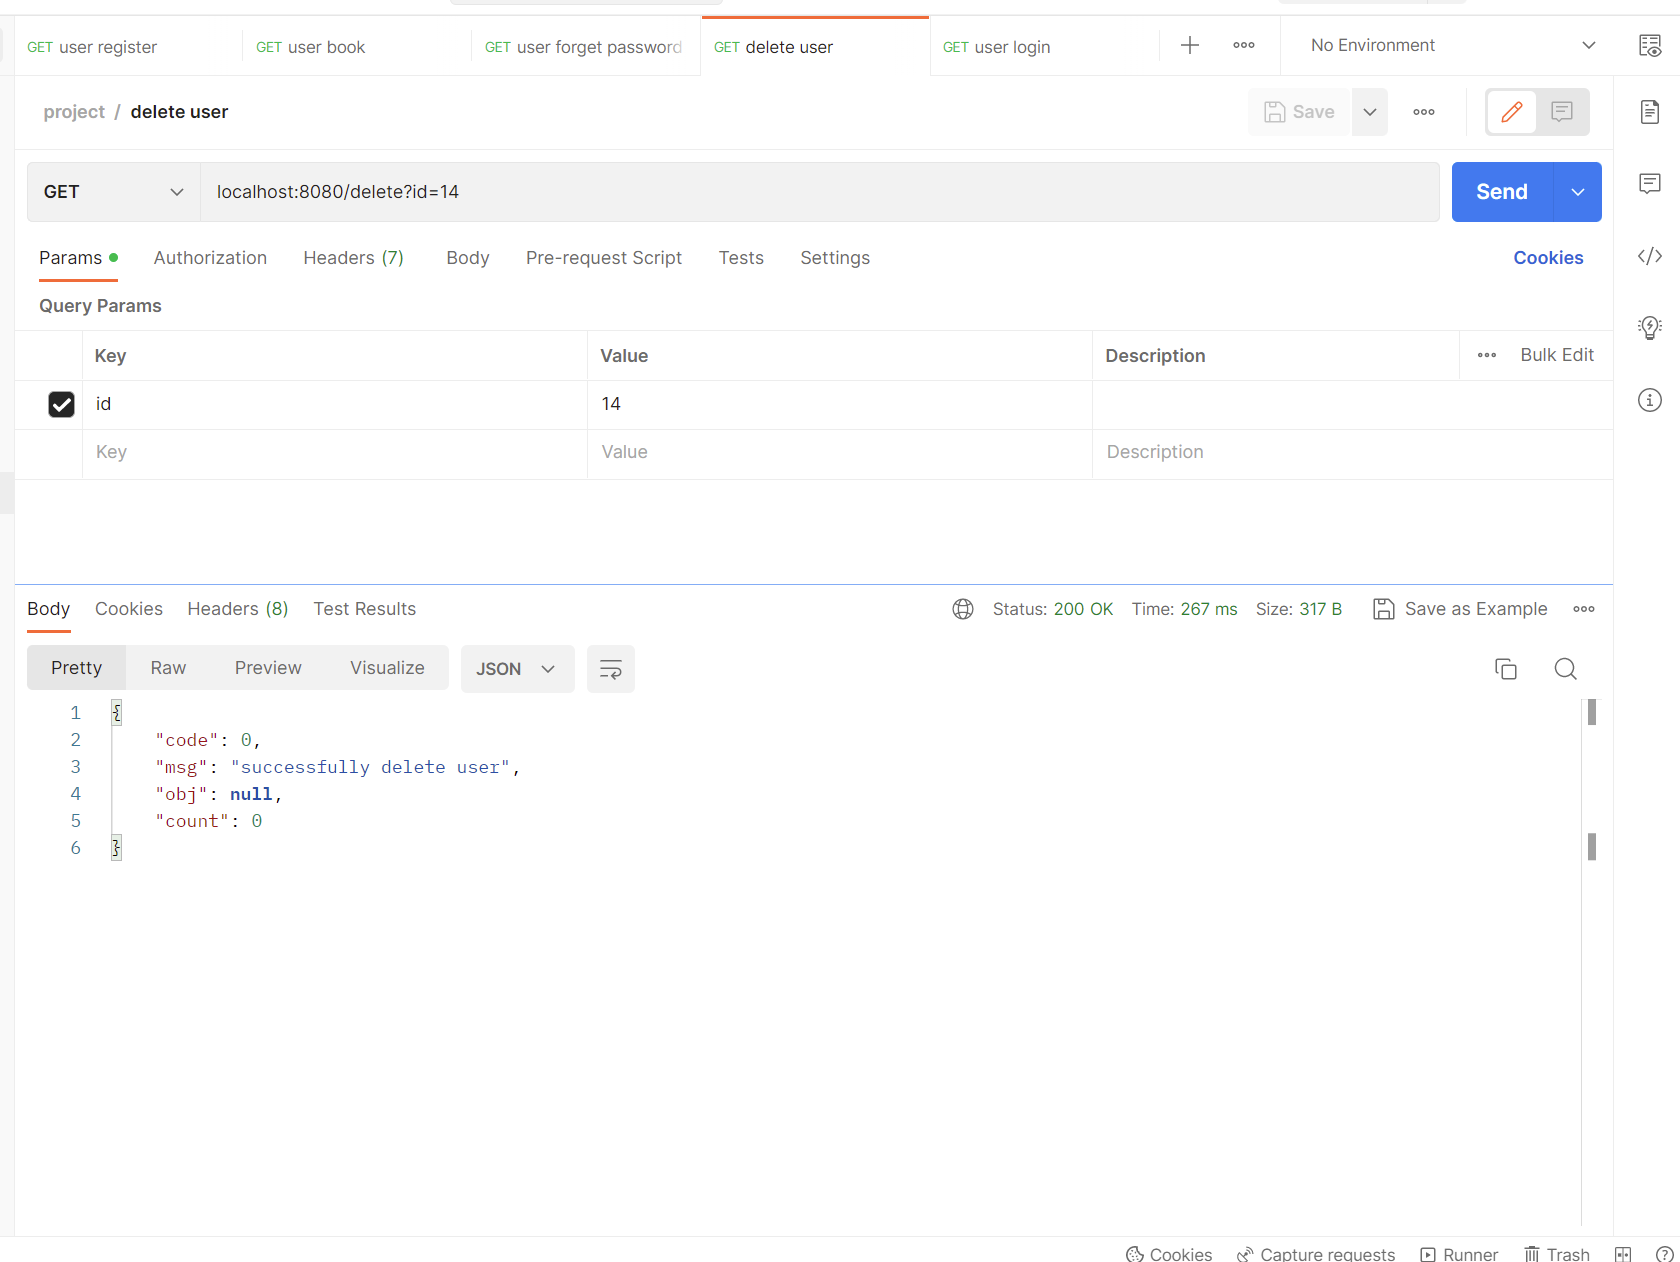 GET user register GET user book GET user forget password GET delete user GET user login No Environment
project / delete user Save
GET localhost:8080/delete?id=14 Send
Params Authorization Headers (7) Body Pre-request Script Tests Settings Cookies
Query Params
Key Value Description Bulk Edit
id 14
Key Value Description
Body Cookies Headers (8) Test Results Status: 200 OK Time: 267 ms Size: 317 B Save as Example
Pretty Raw Preview Visualize JSON
1 {
2 "code": 0,
3 "msg": "successfully delete user",
4 "obj": null,
5 "count": 0
6 }
Cookies Capture requests Runner Trash